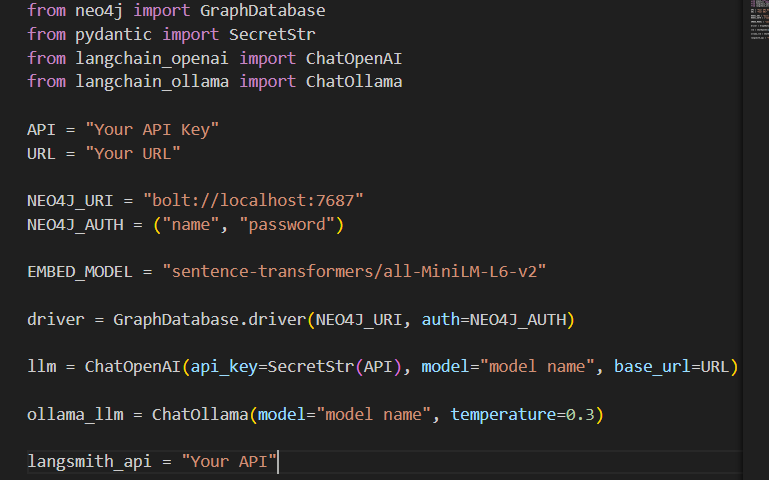 from neo4j import GraphDatabase
from pydantic import SecretStr
from langchain_openai import ChatOpenAI
from langchain_ollama import ChatOllama
API = "Your API Key"
URL = "Your URL"
NEO4J_URI = "bolt://localhost:7687"
NEO4J_AUTH = ("name", "password")
EMBED_MODEL = "sentence-transformers/all-MiniLM-L6-v2"
driver = GraphDatabase.driver(NEO4J_URI, auth=NEO4J_AUTH)
llm = ChatOpenAI(api_key=SecretStr(API), model="model name", base_url=URL)
ollama_llm = ChatOllama(model="model name", temperature=0.3)
langsmith_api = "Your API"